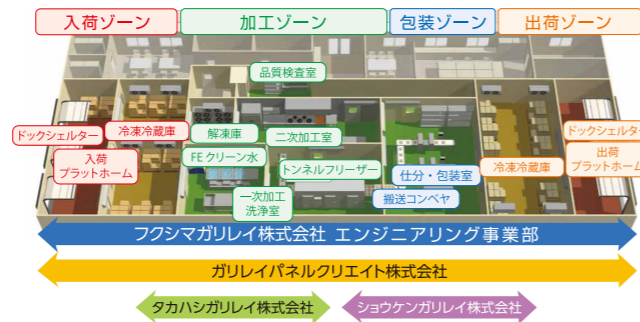 入荷ゾーン
加工ゾーン
包装ゾーン
出荷ゾーン
品質検査室
ドックシェルター
冷凍冷蔵庫
解凍庫
二次加工室
ドックシェルター
入荷
プラットホーム
FEクリーン水
トンネルフリーザー
仕分・包装室
冷凍冷蔵庫
出荷
プラットホーム
一次加工
洗浄室
搬送コンベヤ
フクシマガリレイ株式会社 エンジニアリング事業部
ガリレイパネルクリエイト株式会社
タカハシガリレイ株式会社
ショウケンガリレイ株式会社